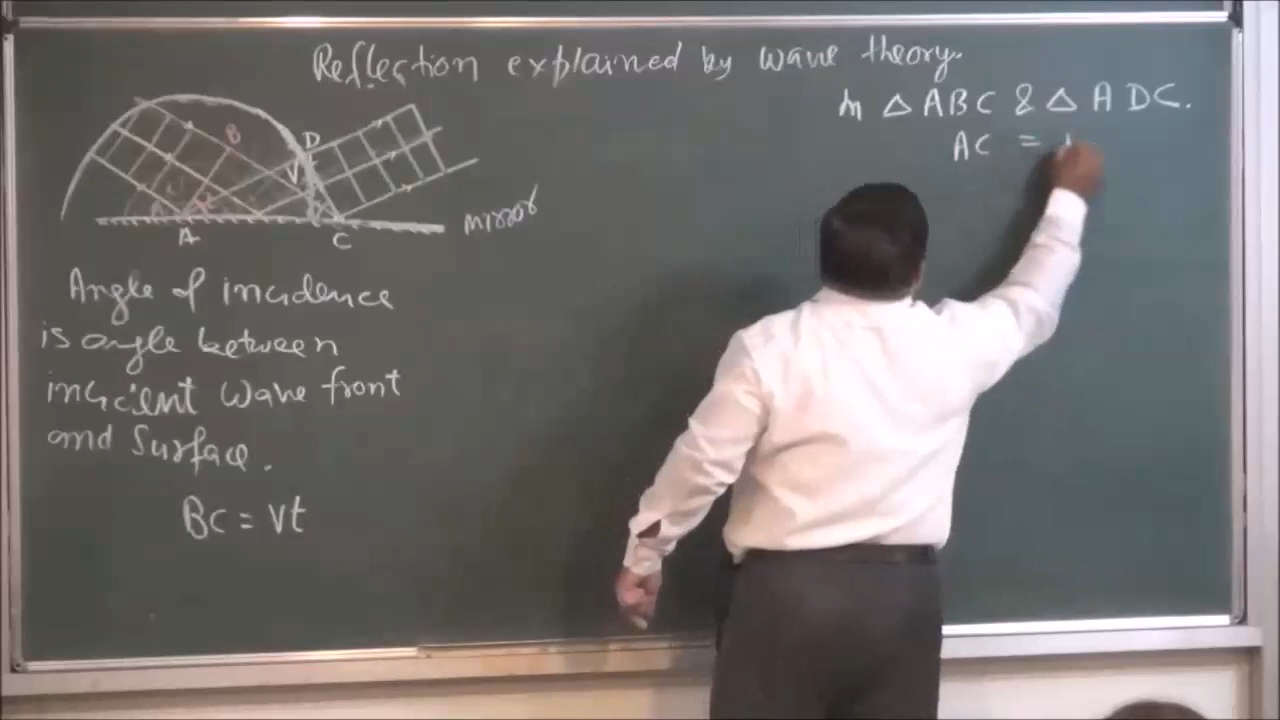 Reflection explained by wave theory.
In △ ABC & △ ADC.
AC =
B
D
A
C
mirror
Angle of incidence
is angle between
incident Wave front
and Surface.
BC = Vt